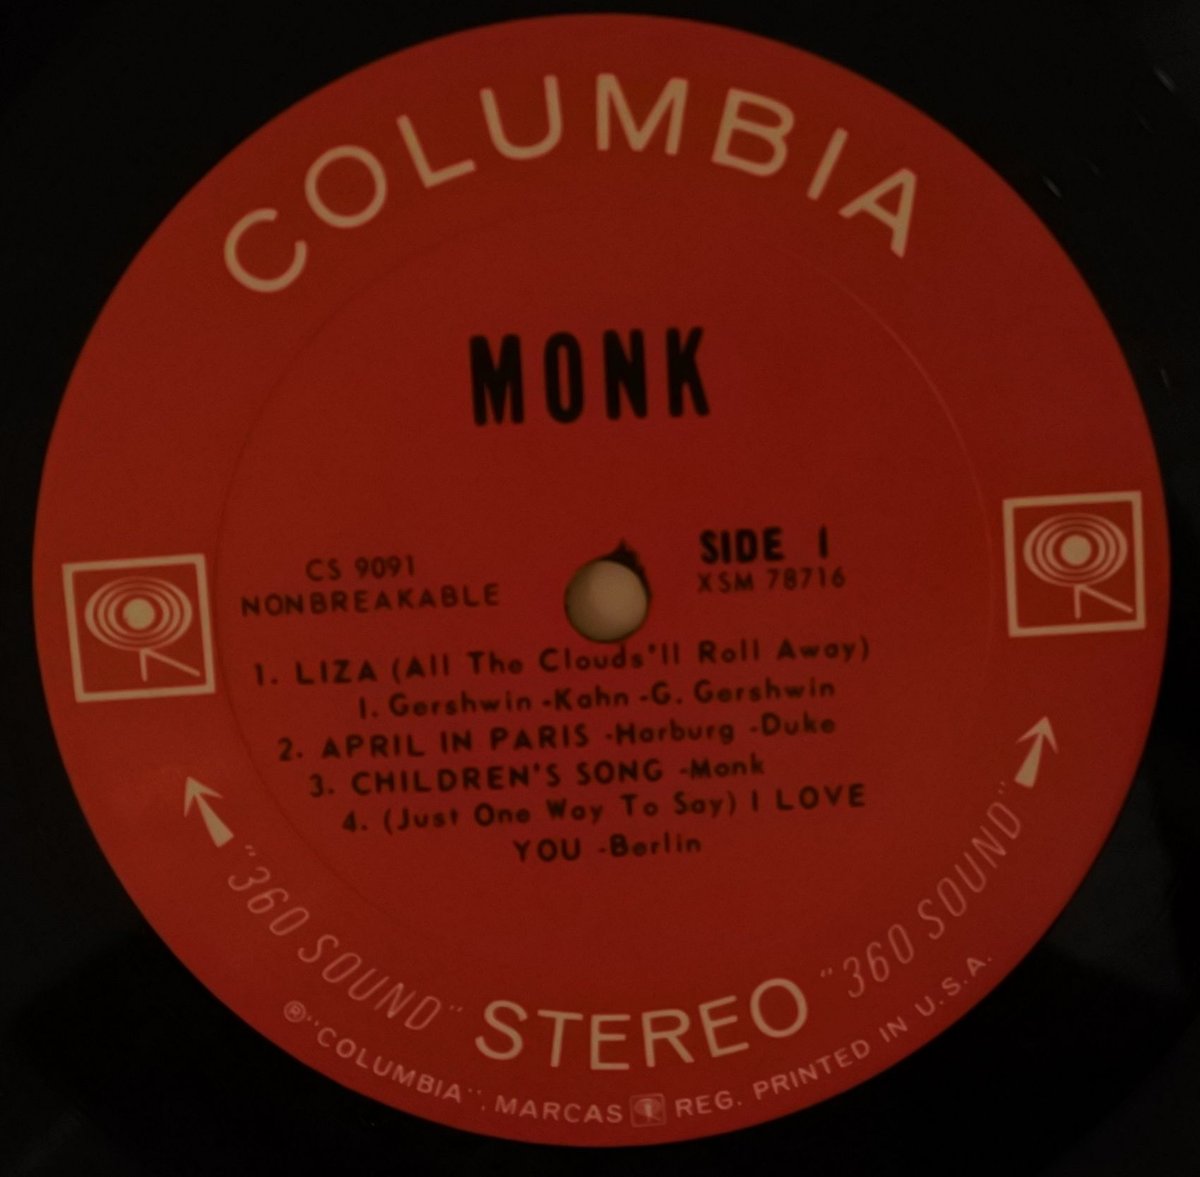 COLUMBIA
MONK
CS 9091
NONBREAKABLE
SIDE 1
XSM 78716
1. LIZA (All The Clouds'll Roll Away)
I. Gershwin -Kahn -G. Gershwin
2. APRIL IN PARIS -Harburg -Duke
3. CHILDREN'S SONG -Monk
4. (Just One Way To Say) I LOVE
YOU -Berlin
"360 SOUND" STEREO "360 SOUND"
® "COLUMBIA". MARCAS REG. PRINTED IN U.S.A.